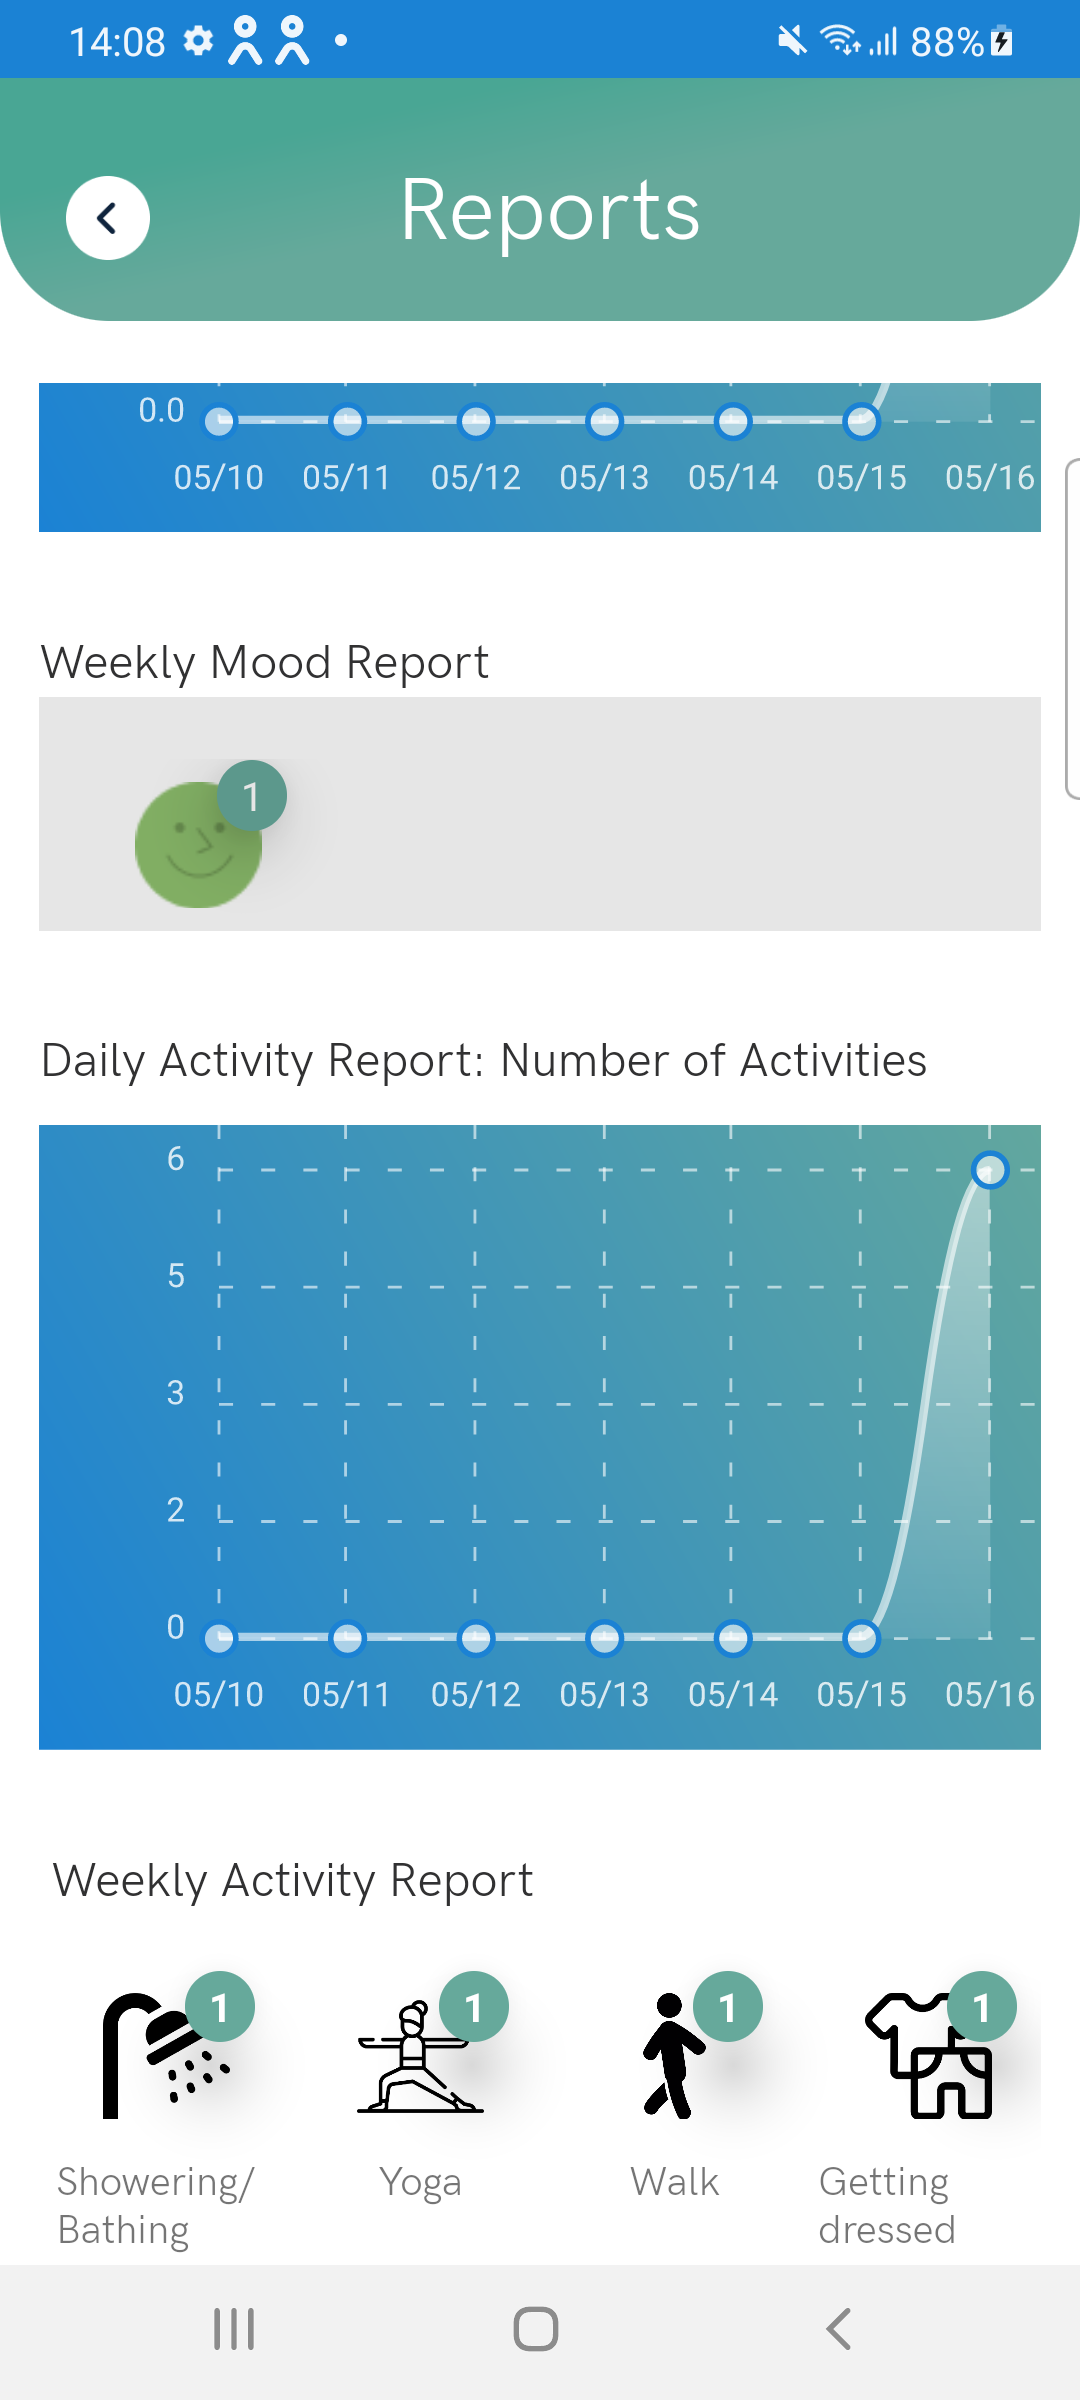 14:08 88%
Reports
0.0
05/10 05/11 05/12 05/13 05/14 05/15 05/16
Weekly Mood Report
1
Daily Activity Report: Number of Activities
6
5
3
2
0
05/10 05/11 05/12 05/13 05/14 05/15 05/16
Weekly Activity Report
1 1 1 1
Showering/ Yoga Walk Getting
Bathing dressed